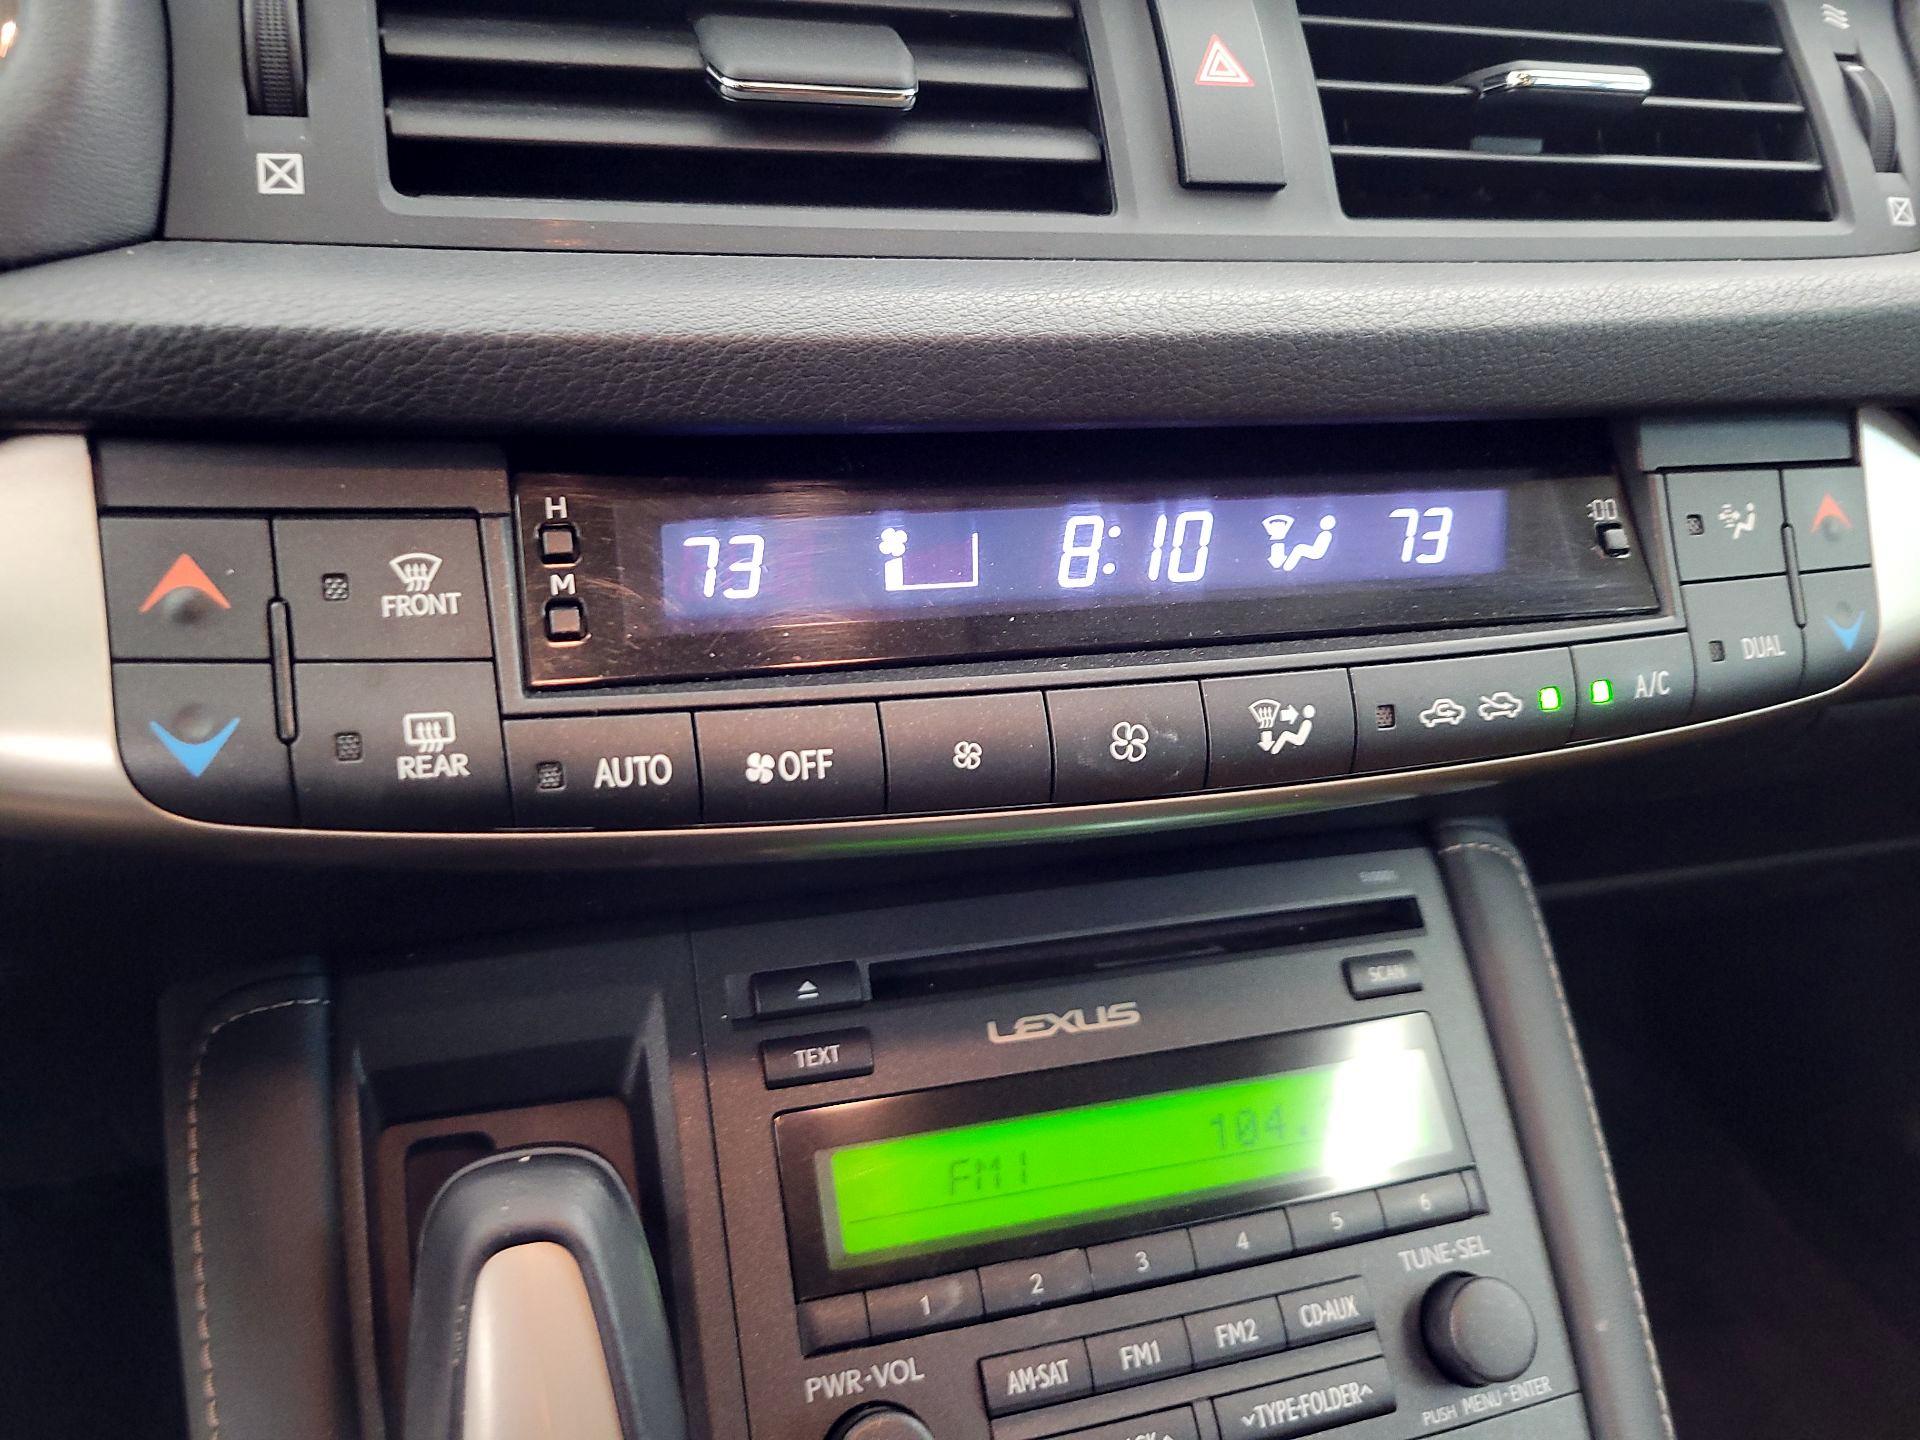 H
M
:00
73 8:10 73
FRONT
REAR
AUTO
OFF
A/C
DUAL
SCAN
LEXUS
TEXT
104.
FM1
1 2 3 4 5 6
TUNE·SEL
PWR·VOL
AM·SAT FM1 FM2 CD·AUX
TYPE·FOLDER
PUSH MENU·ENTER